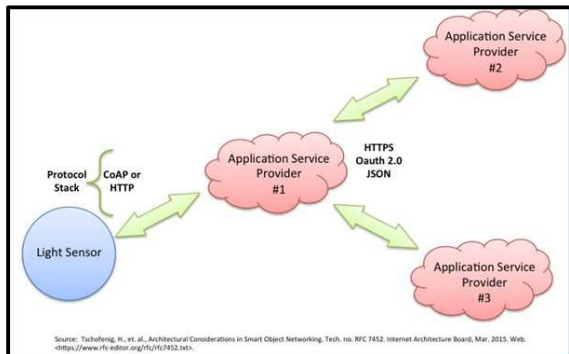 Application Service
Provider
#2
HTTPS
Oauth 2.0
JSON
Application Service
Provider
#1
Protocol
Stack
CoAP or
HTTP
Light Sensor
Application Service
Provider
#3
Source: Tschofenig, H., et. al., Architectural Considerations in Smart Object Networking. Tech. no. RFC 7452. Internet Architecture Board, Mar. 2015. Web.
<https://www.rfc-editor.org/rfc/rfc7452.txt>.